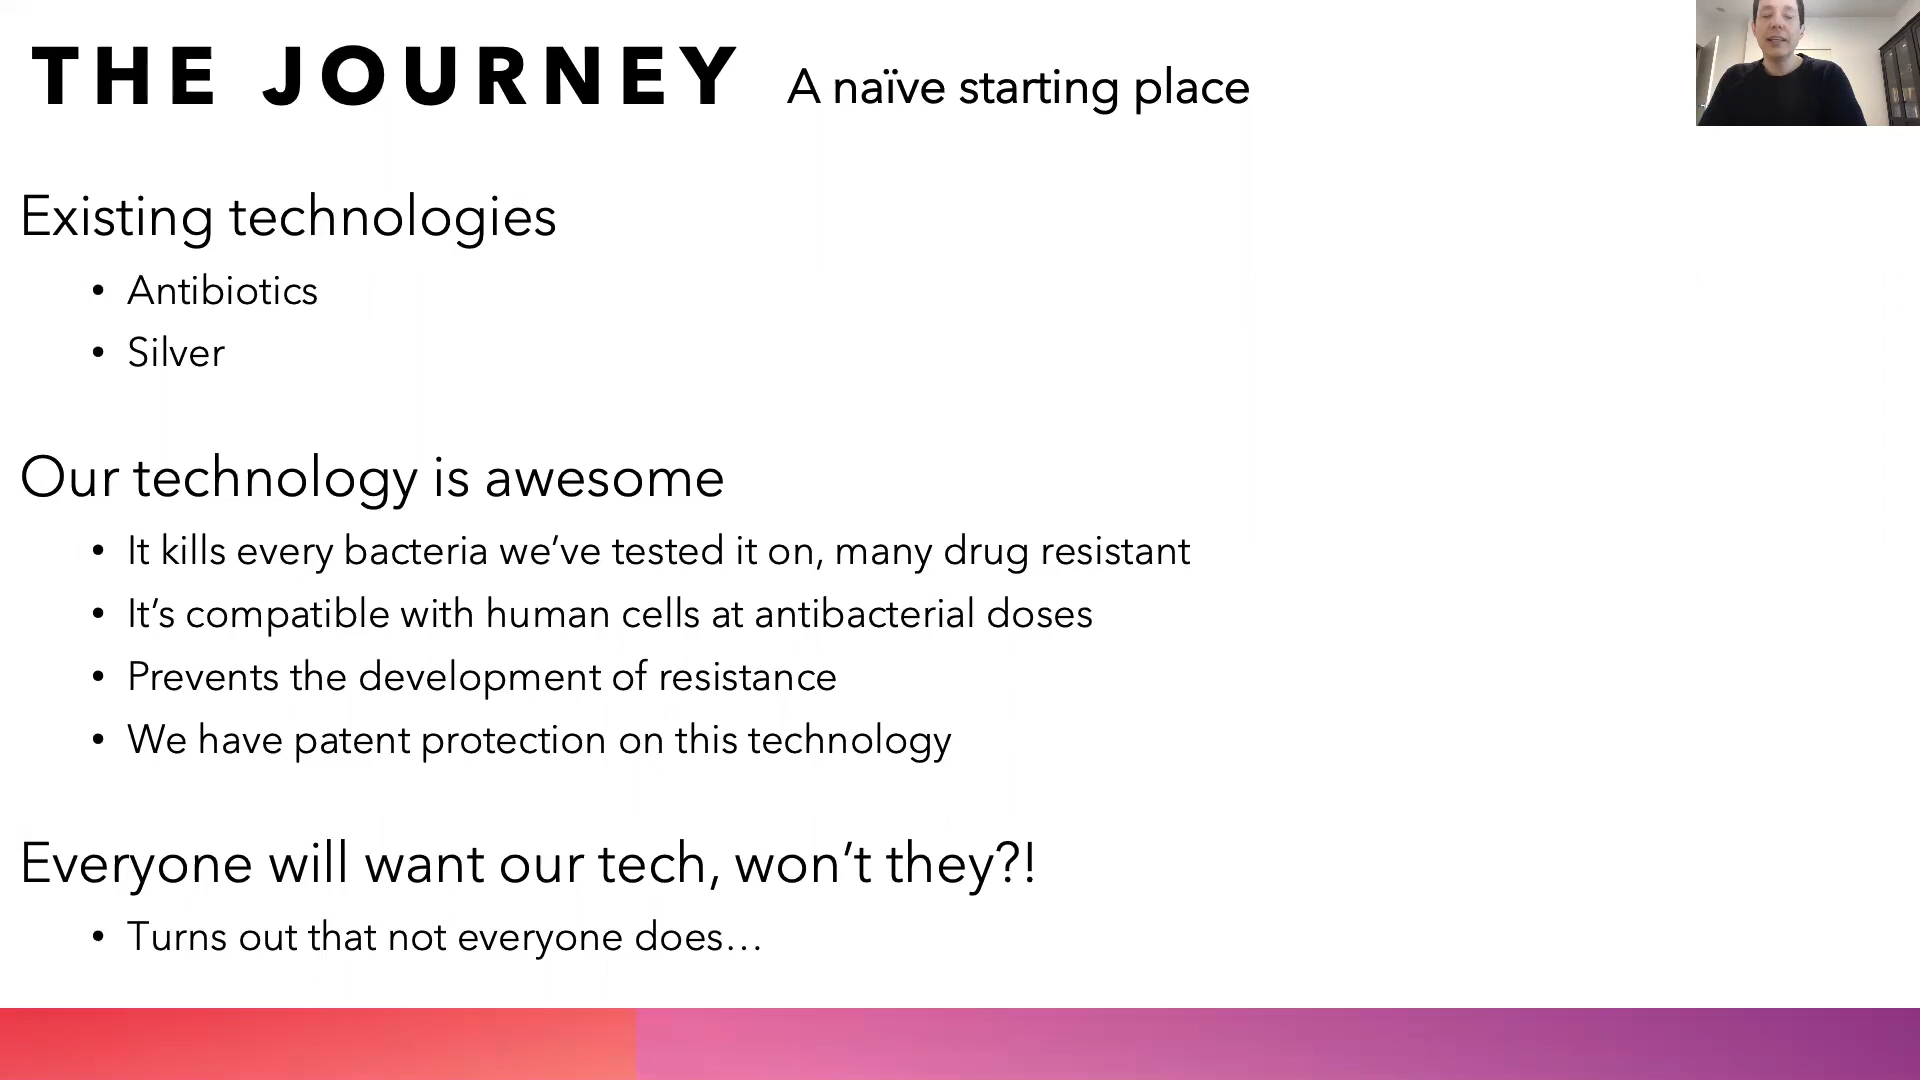 THE JOURNEY A naïve starting place
Existing technologies
• Antibiotics
• Silver
Our technology is awesome
• It kills every bacteria we’ve tested it on, many drug resistant
• It’s compatible with human cells at antibacterial doses
• Prevents the development of resistance
• We have patent protection on this technology
Everyone will want our tech, won’t they?!
• Turns out that not everyone does…